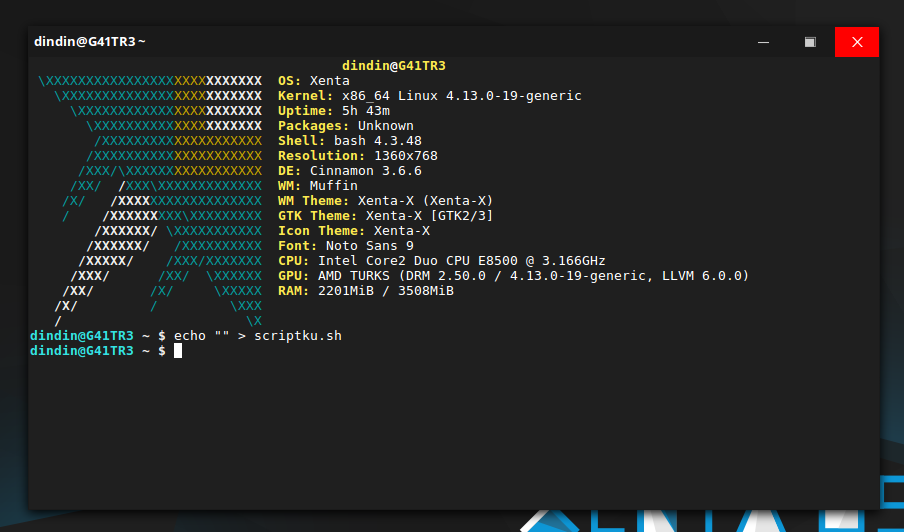 dindin@G41TR3 ~
dindin@G41TR3
\XXXXXXXXXXXXXXXXXXXXXXXXXXX OS: Xenta
\XXXXXXXXXXXXXXXXXXXXXXXXX Kernel: x86_64 Linux 4.13.0-19-generic
\XXXXXXXXXXXXXXXXXXXXXXX Uptime: 5h 43m
\XXXXXXXXXXXXXXXXXXXXX Packages: Unknown
/XXXXXXXXXXXXXXXXXXXX Shell: bash 4.3.48
/XXXXXXXXXXXXXXXXXXXXX Resolution: 1360x768
/XXX/\XXXXXXXXXXXXXXXXX DE: Cinnamon 3.6.6
/XX/  /XXX\XXXXXXXXXXXXX WM: Muffin
/X/   /XXXXXXXXXXXXXXXXXXX WM Theme: Xenta-X (Xenta-X)
/    /XXXXXXXXX\XXXXXXXXX GTK Theme: Xenta-X [GTK2/3]
/XXXXXX/ \XXXXXXXXXXX Icon Theme: Xenta-X
/XXXXXX/   /XXXXXXXXXX Font: Noto Sans 9
/XXXXX/    /XXX/XXXXXXX CPU: Intel Core2 Duo CPU E8500 @ 3.166GHz
/XXX/      /XX/  \XXXXXX GPU: AMD TURKS (DRM 2.50.0 / 4.13.0-19-generic, LLVM 6.0.0)
/XX/       /X/     \XXXXX RAM: 2201MiB / 3508MiB
/X/         /         \XXX
/                       \X
dindin@G41TR3 ~ $ echo "" > scriptku.sh
dindin@G41TR3 ~ $